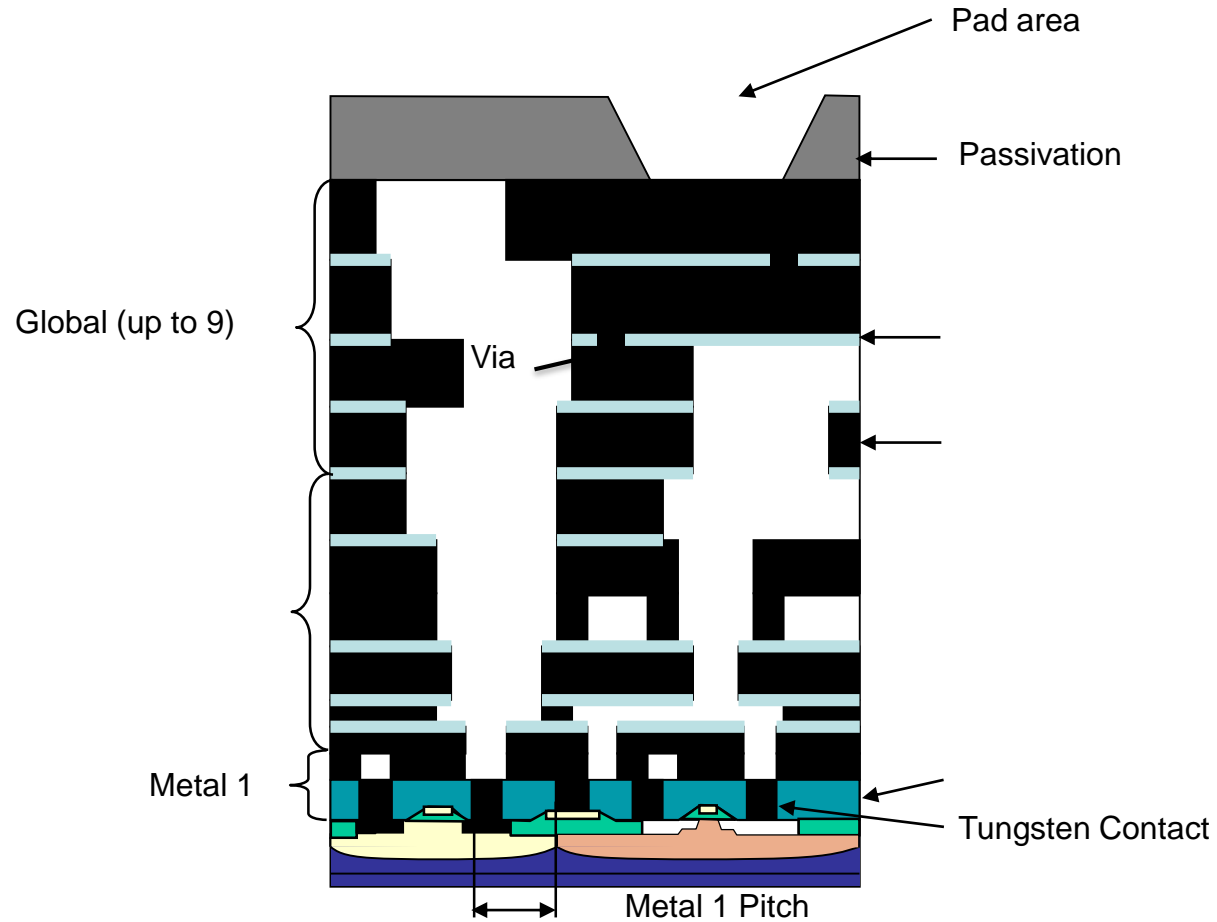 Pad area
Passivation
Global (up to 9)
Via
Metal 1
Tungsten Contact
Metal 1 Pitch